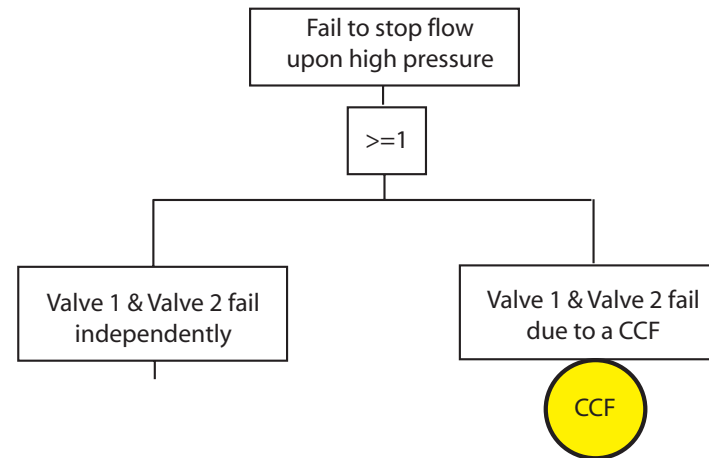 Fail to stop flow
upon high pressure
>=1
Valve 1 & Valve 2 fail
independently
Valve 1 & Valve 2 fail
due to a CCF
CCF